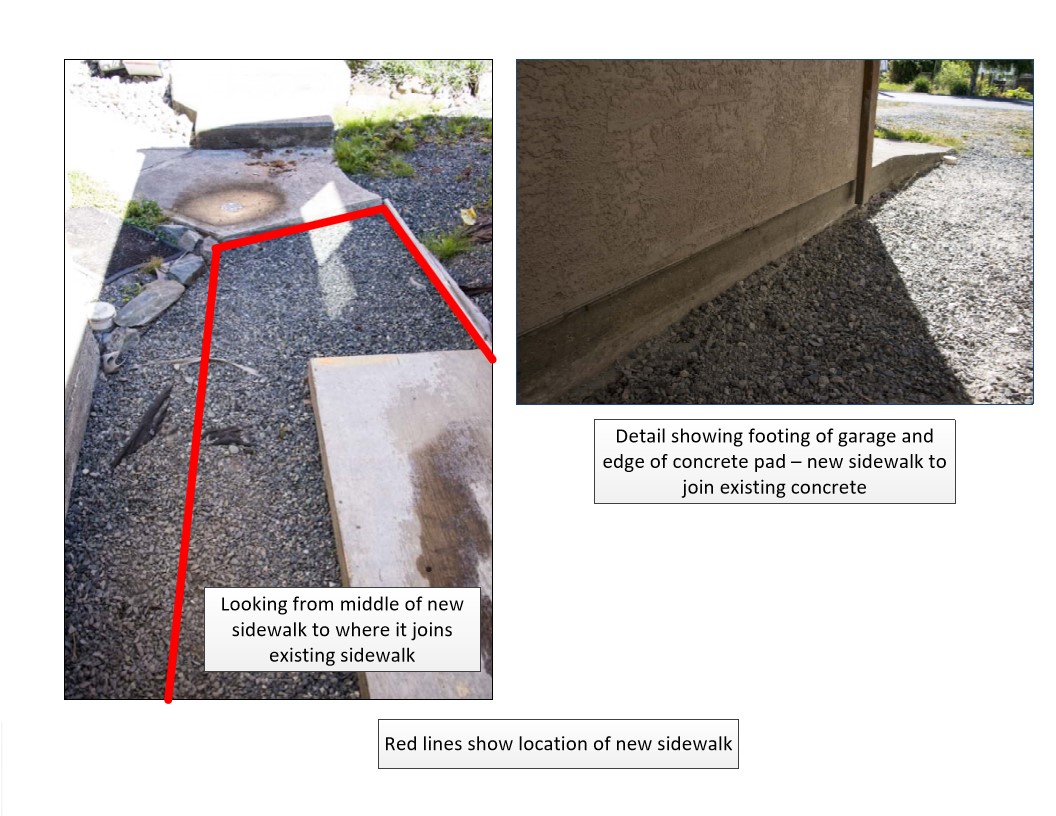 Detail showing footing of garage and
edge of concrete pad – new sidewalk to
join existing concrete
Looking from middle of new
sidewalk to where it joins
existing sidewalk
Red lines show location of new sidewalk